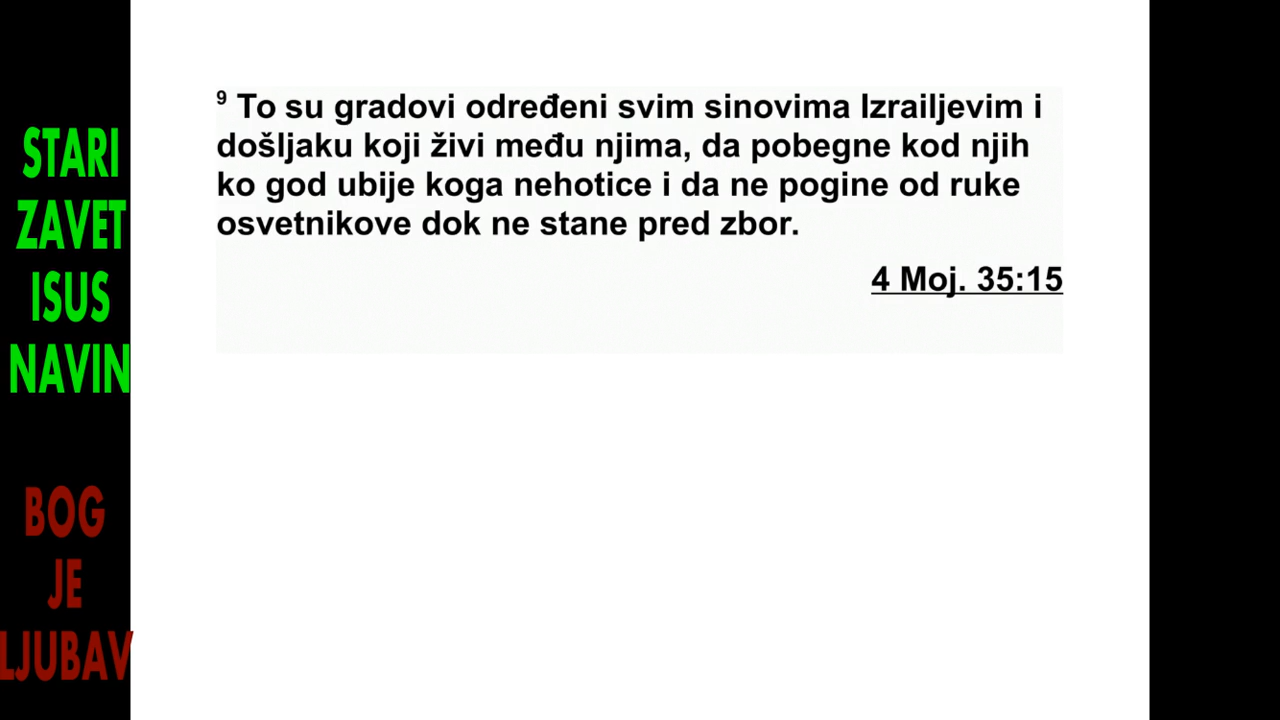 STARI
ZAVET
ISUS
NAVIN
BOG
JE
LJUBAV
9 To su gradovi određeni svim sinovima Izrailjevim i
došljaku koji živi među njima, da pobegne kod njih
ko god ubije koga nehotice i da ne pogine od ruke
osvetnikove dok ne stane pred zbor.
4 Moj. 35:15